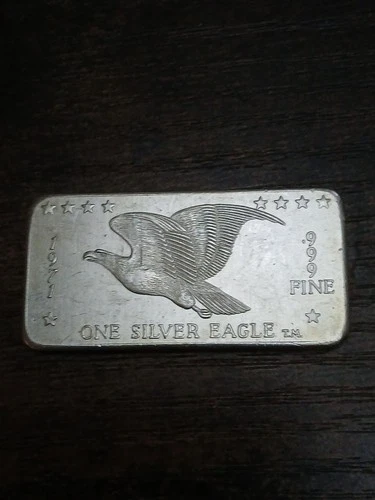 1971
.999
FINE
ONE SILVER EAGLE T.M.